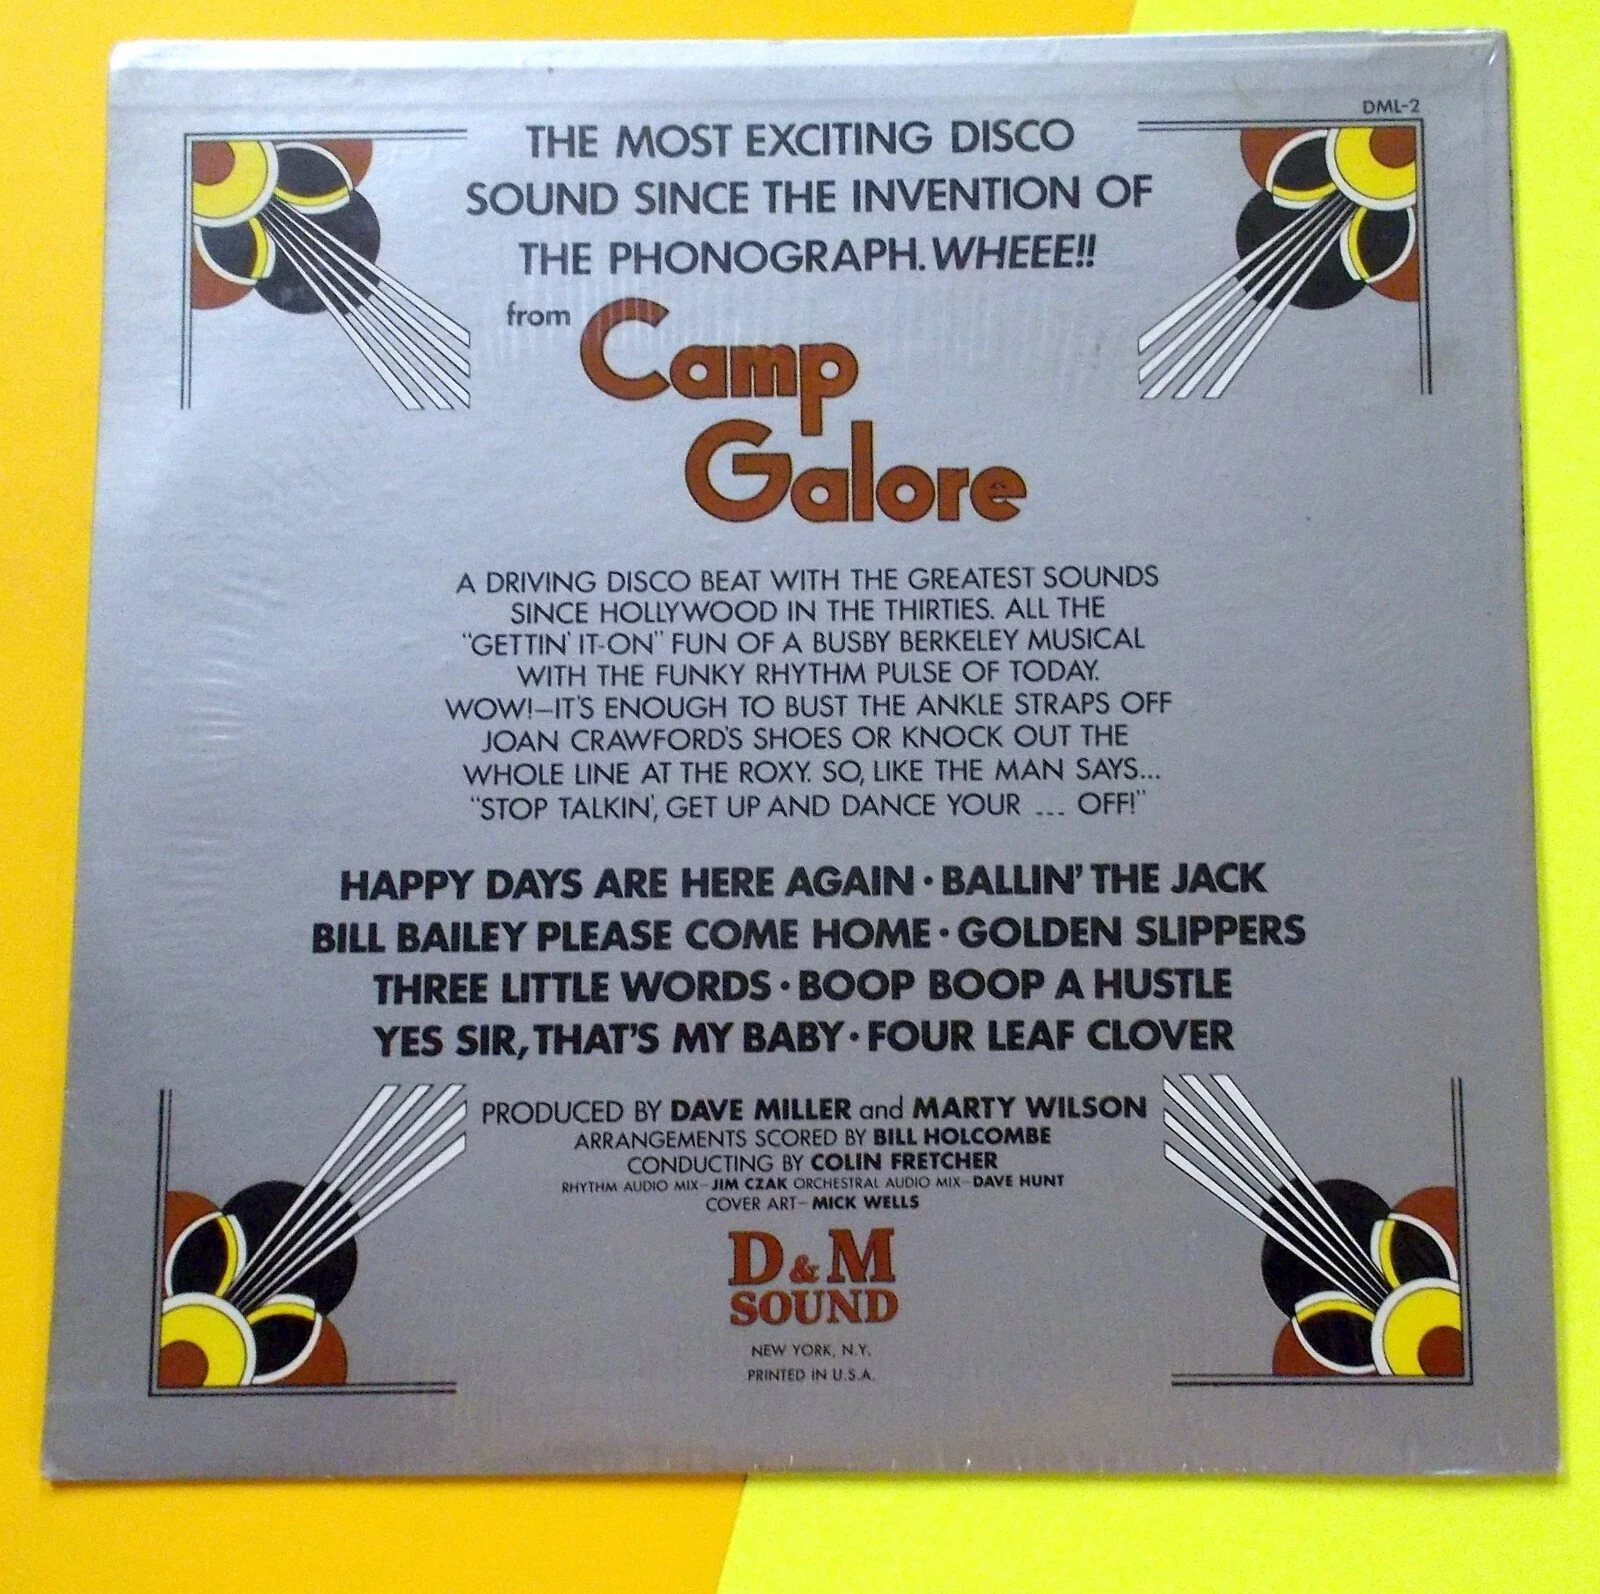 DML-2
THE MOST EXCITING DISCO
SOUND SINCE THE INVENTION OF
THE PHONOGRAPH. WHEEE!!
from Camp
Galore
A DRIVING DISCO BEAT WITH THE GREATEST SOUNDS
SINCE HOLLYWOOD IN THE THIRTIES. ALL THE
"GETTIN' IT-ON" FUN OF A BUSBY BERKELEY MUSICAL
WITH THE FUNKY RHYTHM PULSE OF TODAY.
WOW!—IT'S ENOUGH TO BUST THE ANKLE STRAPS OFF
JOAN CRAWFORD'S SHOES OR KNOCK OUT THE
WHOLE LINE AT THE ROXY. SO, LIKE THE MAN SAYS...
"STOP TALKIN', GET UP AND DANCE YOUR ... OFF!"
HAPPY DAYS ARE HERE AGAIN • BALLIN' THE JACK
BILL BAILEY PLEASE COME HOME • GOLDEN SLIPPERS
THREE LITTLE WORDS • BOOP BOOP A HUSTLE
YES SIR, THAT'S MY BABY • FOUR LEAF CLOVER
PRODUCED BY DAVE MILLER and MARTY WILSON
ARRANGEMENTS SCORED BY BILL HOLCOMBE
CONDUCTING BY COLIN FRETCHER
RHYTHM AUDIO MIX—JIM CZAK ORCHESTRAL AUDIO MIX—DAVE HUNT
COVER ART—MICK WELLS
D & M
SOUND
NEW YORK, N.Y.
PRINTED IN U.S.A.